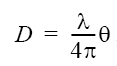 D = λ/4π θ